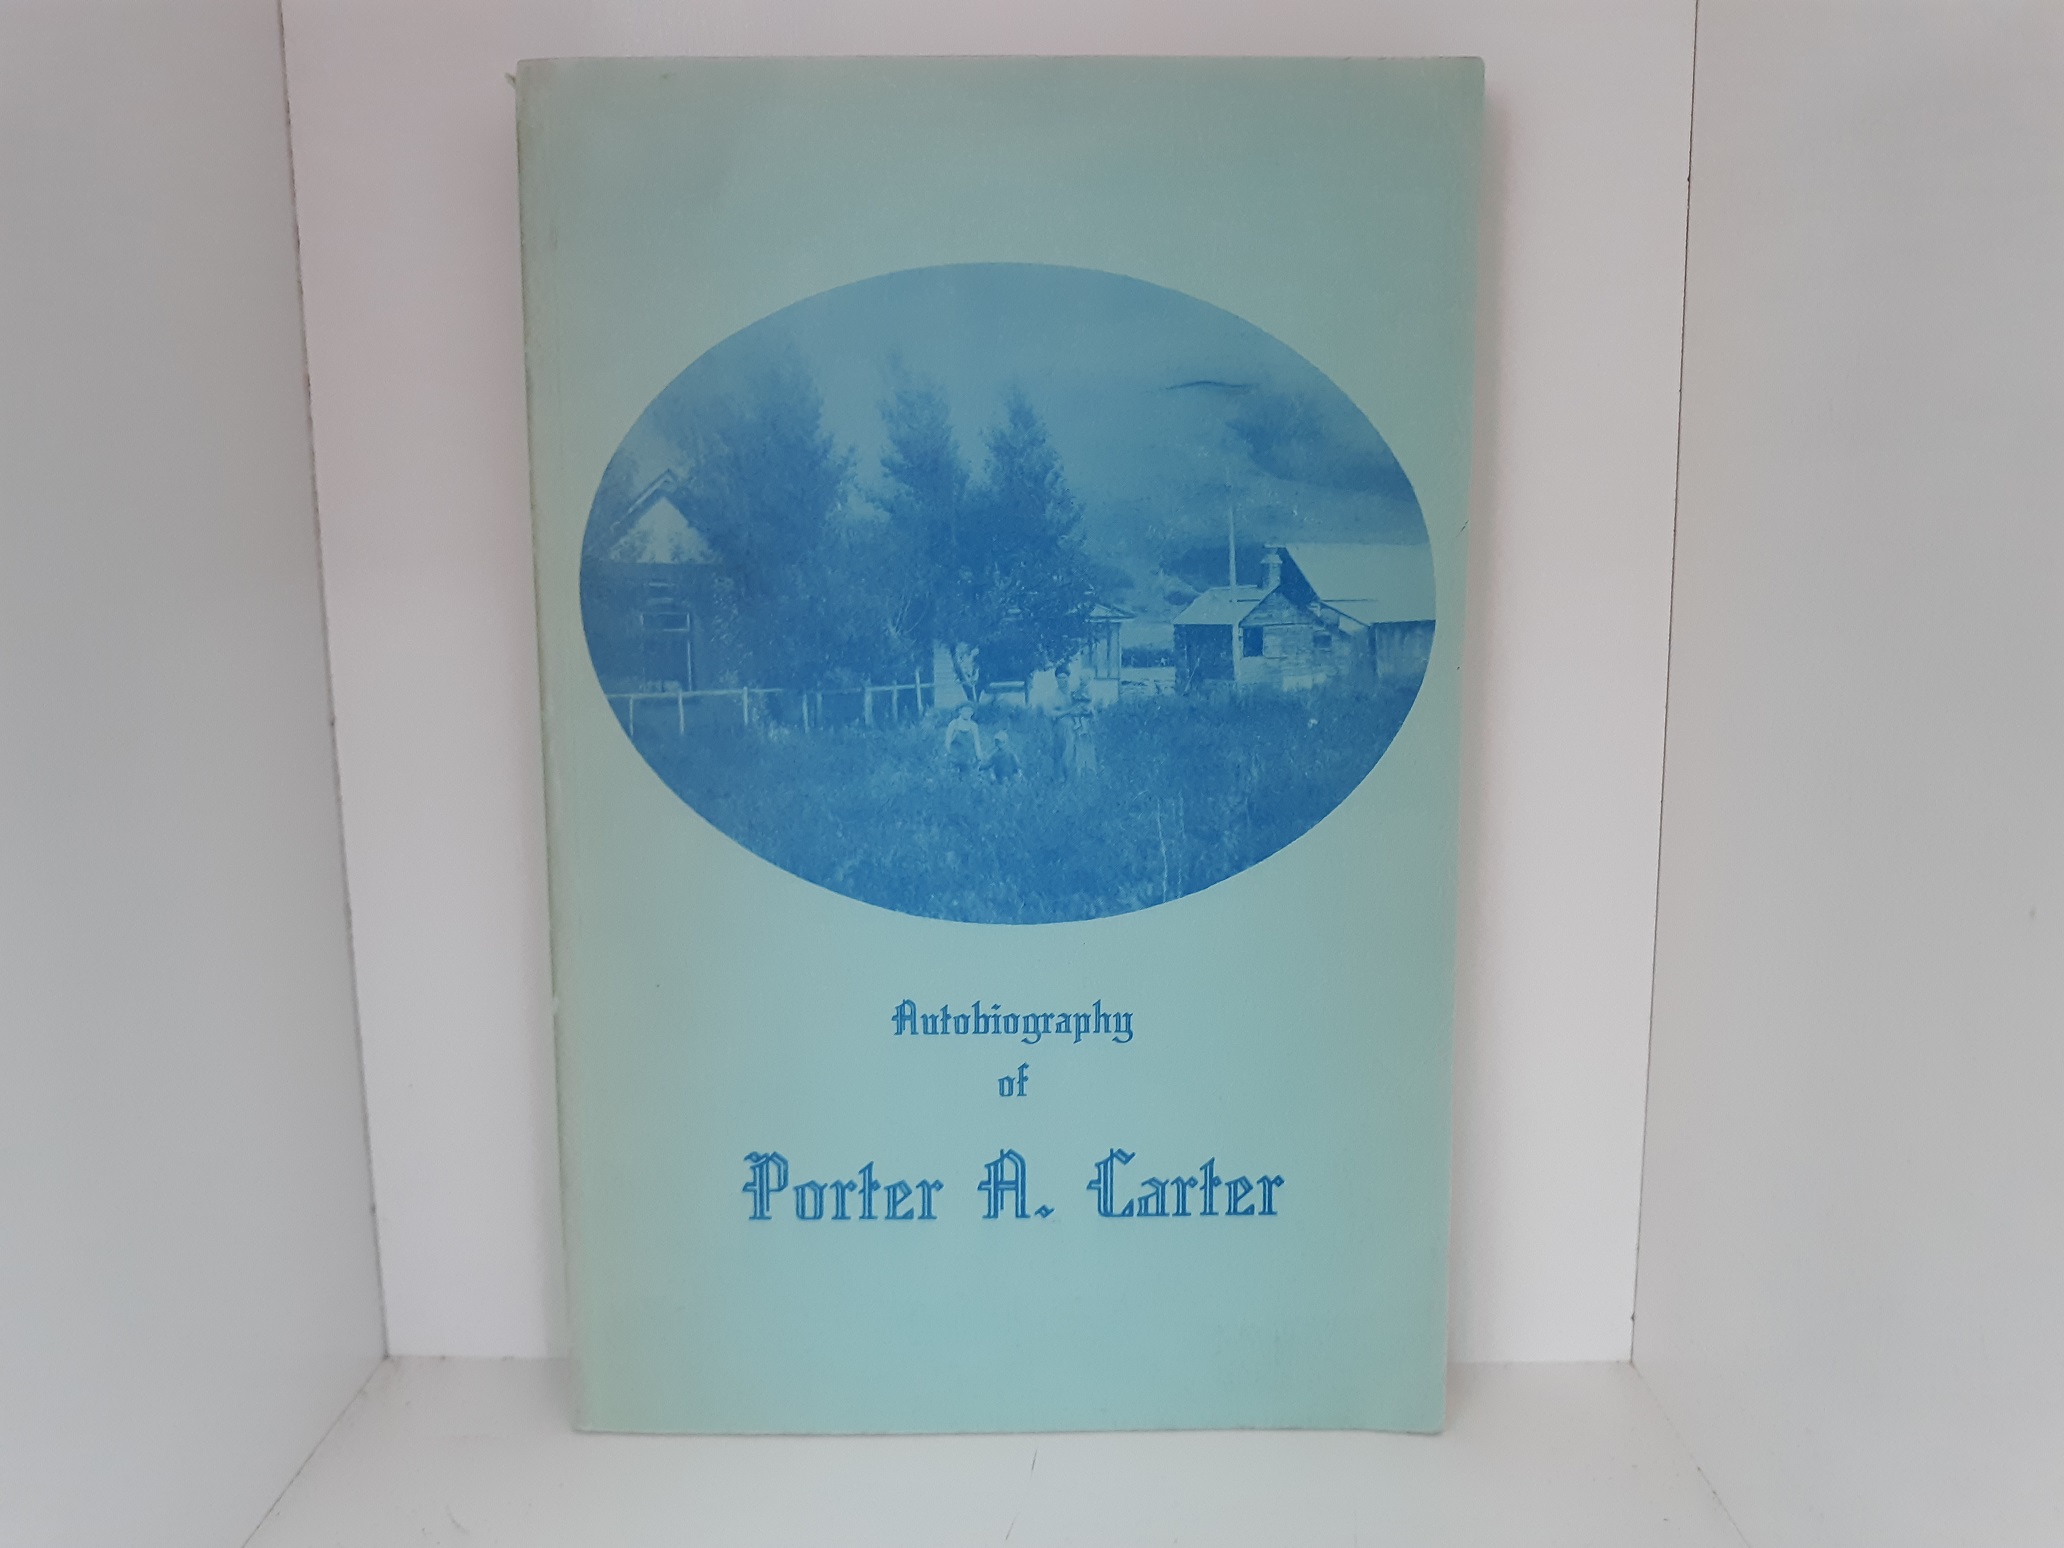 Autobiography
of
Porter A. Carter